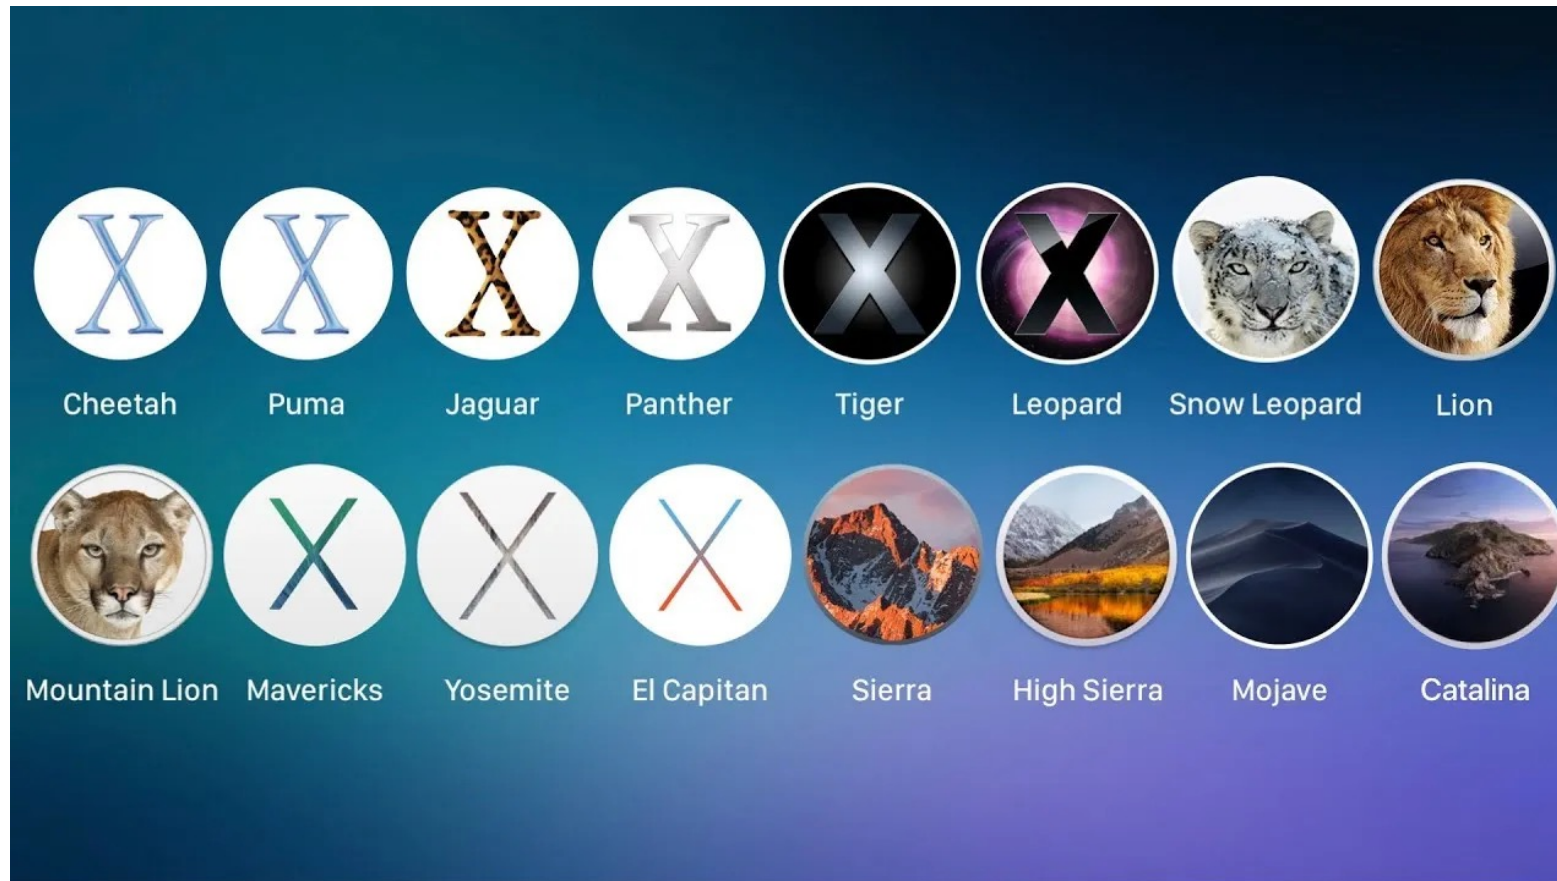 Cheetah Puma Jaguar Panther Tiger Leopard Snow Leopard Lion
Mountain Lion Mavericks Yosemite El Capitan Sierra High Sierra Mojave Catalina